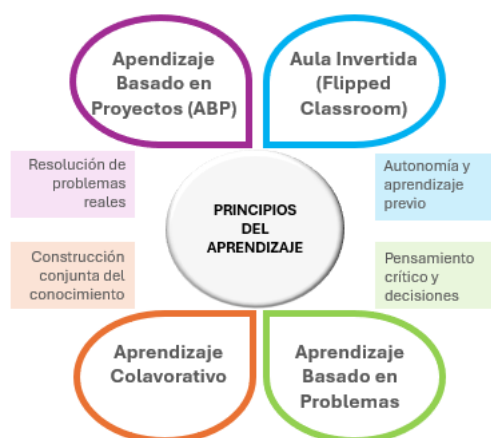 Apendizaje
Basado en
Proyectos (ABP)
Aula Invertida
(Flipped
Classroom)
Resolución de
problemas
reales
Autonomía y
aprendizaje
previo
PRINCIPIOS
DEL
APRENDIZAJE
Construcción
conjunta del
conocimiento
Pensamiento
crítico y
decisiones
Aprendizaje
Colavorativo
Aprendizaje
Basado en
Problemas